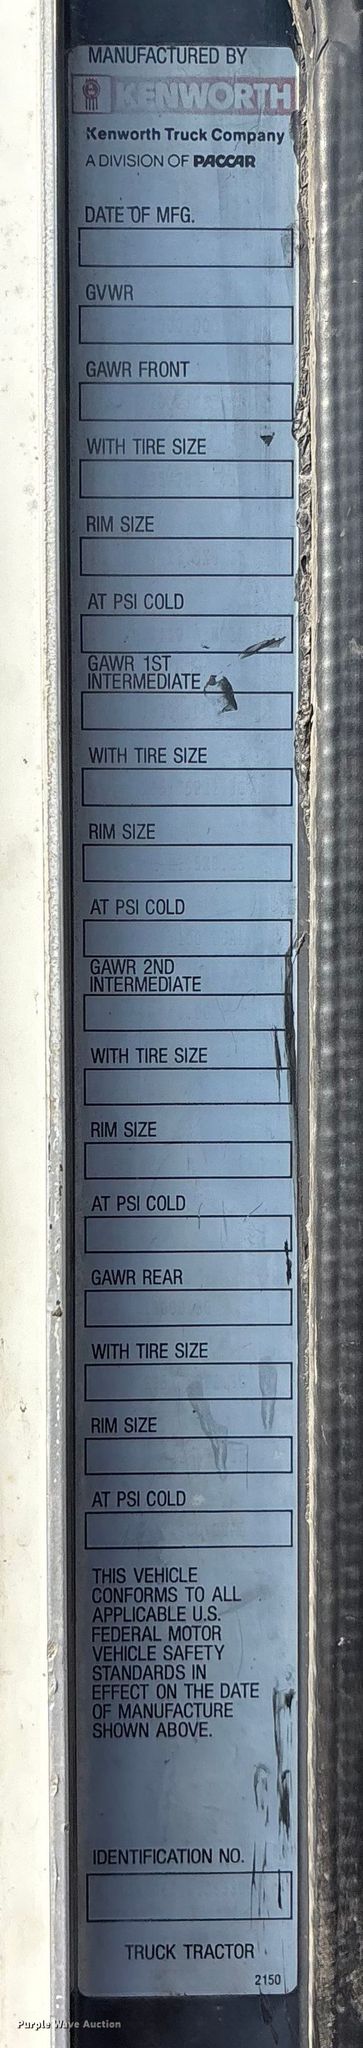 MANUFACTURED BY
KENWORTH
Kenworth Truck Company
A DIVISION OF PACCAR
DATE OF MFG.
GVWR
GAWR FRONT
WITH TIRE SIZE
RIM SIZE
AT PSI COLD
GAWR 1ST
INTERMEDIATE
WITH TIRE SIZE
RIM SIZE
AT PSI COLD
GAWR 2ND
INTERMEDIATE
WITH TIRE SIZE
RIM SIZE
AT PSI COLD
GAWR REAR
WITH TIRE SIZE
RIM SIZE
AT PSI COLD
THIS VEHICLE
CONFORMS TO ALL
APPLICABLE U.S.
FEDERAL MOTOR
VEHICLE SAFETY
STANDARDS IN
EFFECT ON THE DATE
OF MANUFACTURE
SHOWN ABOVE.
IDENTIFICATION NO.
TRUCK TRACTOR
2150
Purple Wave Auction